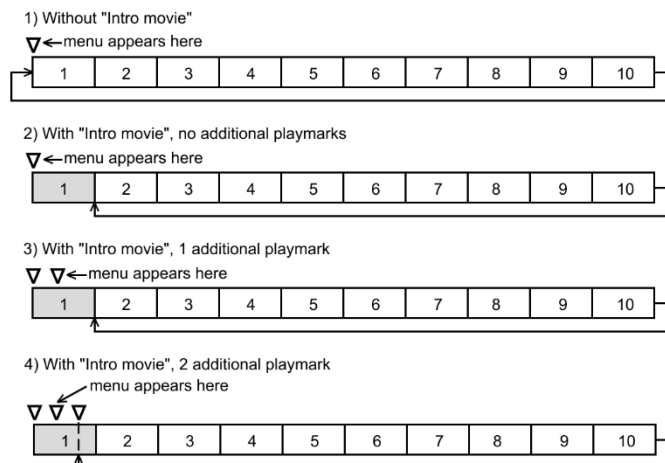 1) Without "Intro movie"
menu appears here
1 2 3 4 5 6 7 8 9 10
2) With "Intro movie", no additional playmarks
menu appears here
1 2 3 4 5 6 7 8 9 10
3) With "Intro movie", 1 additional playmark
menu appears here
1 2 3 4 5 6 7 8 9 10
4) With "Intro movie", 2 additional playmark
menu appears here
1 2 3 4 5 6 7 8 9 10